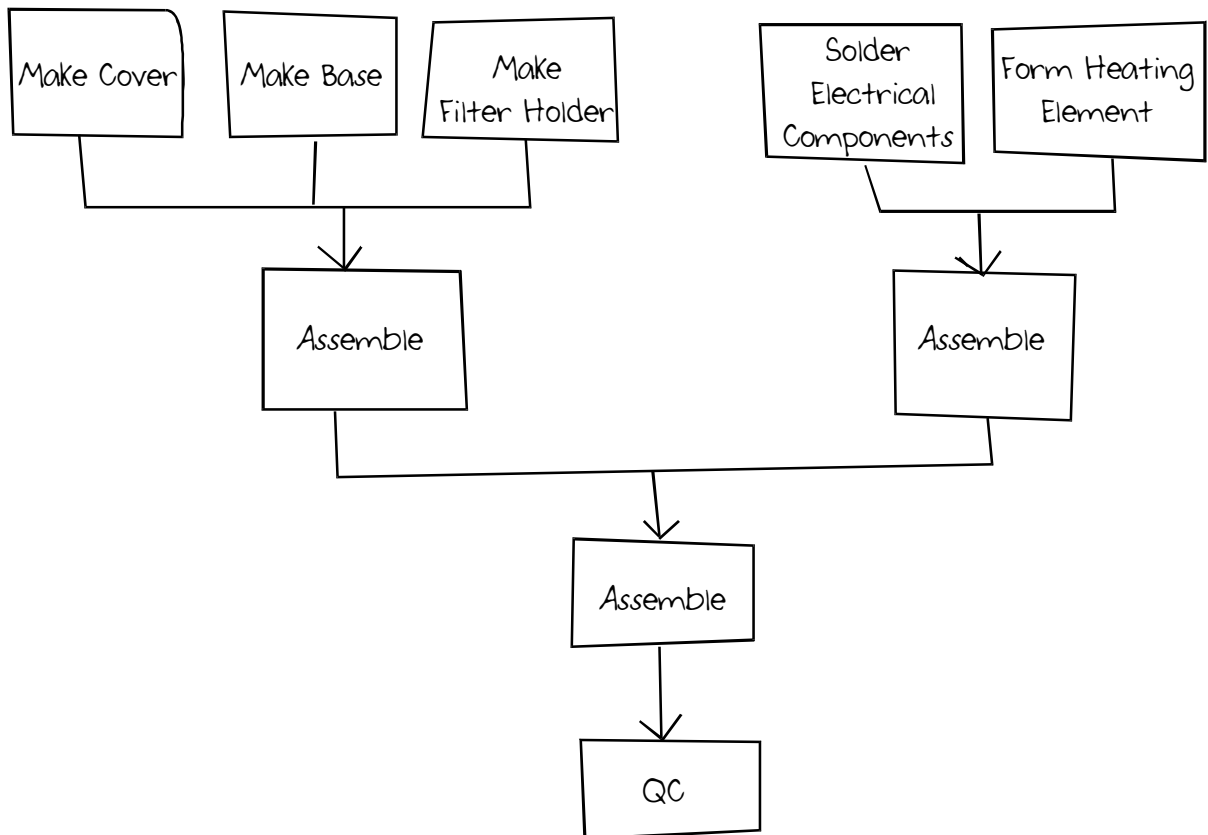 Make Cover
Make Base
Make
Filter Holder
Solder
Electrical
Components
Form Heating
Element
Assemble
Assemble
Assemble
QC